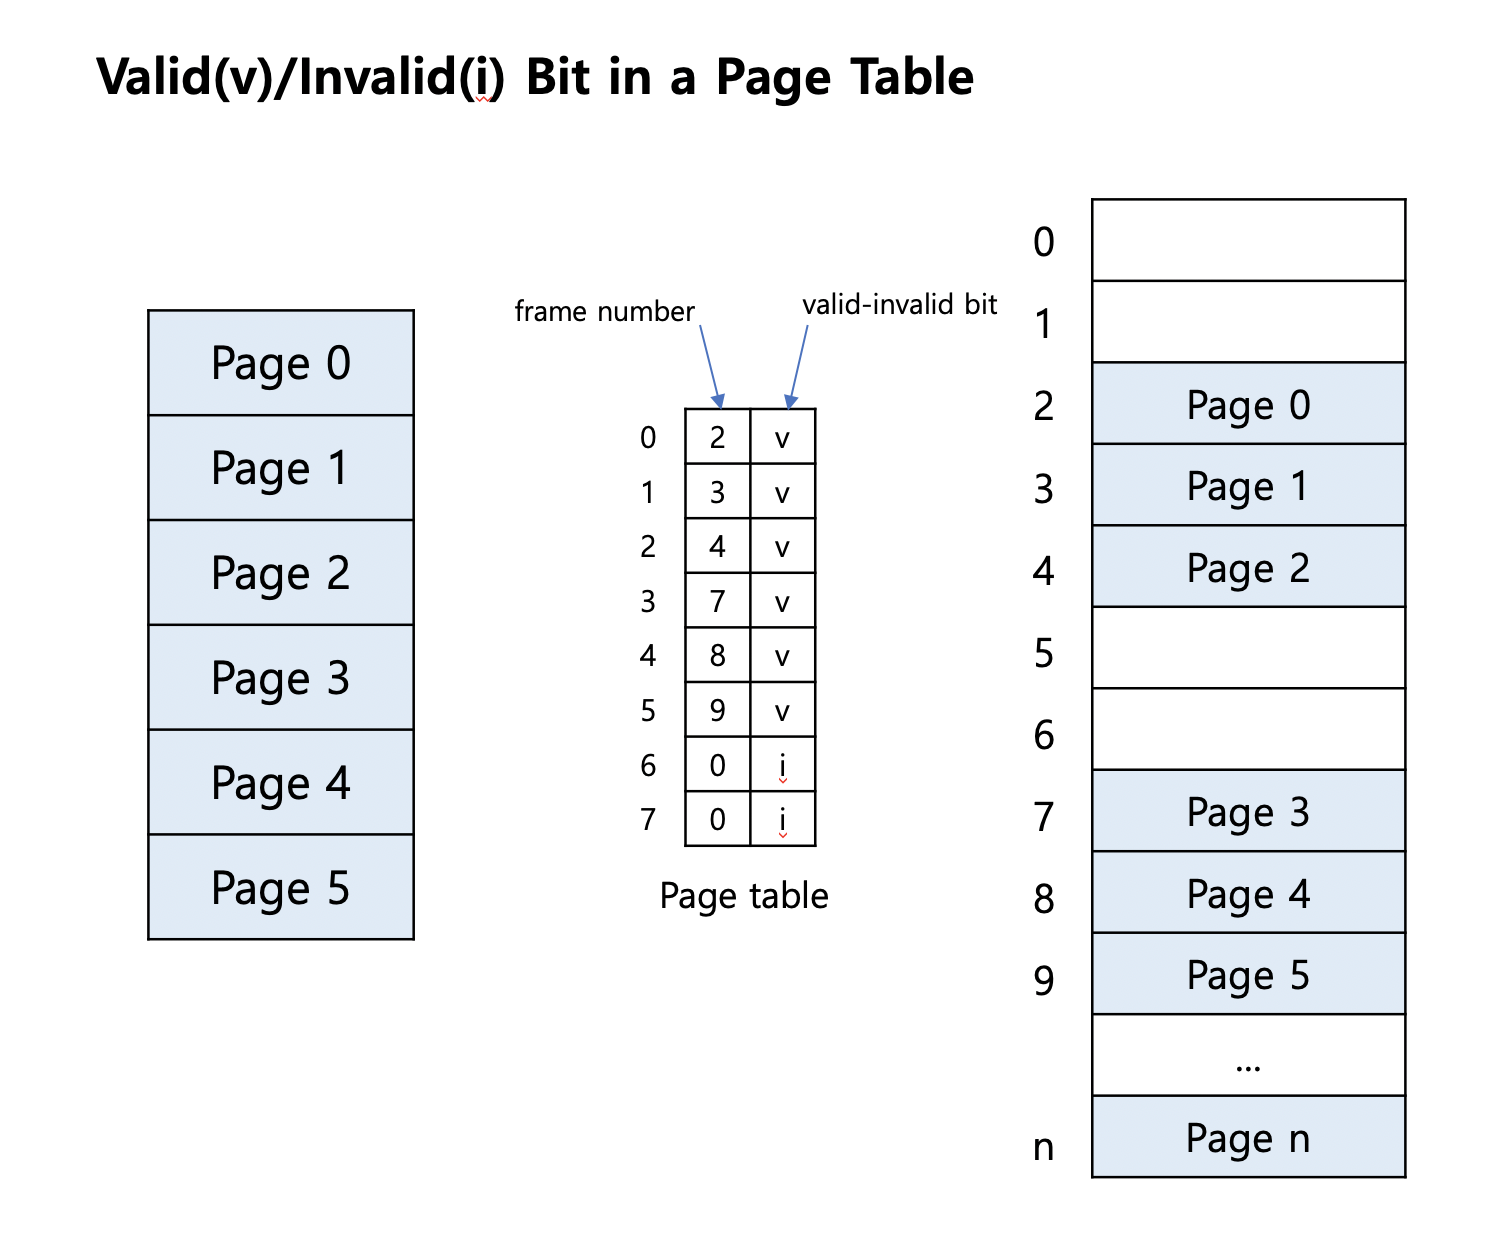 Valid(v)/Invalid(i) Bit in a Page Table
Page 0
Page 1
Page 2
Page 3
Page 4
Page 5
frame number
valid-invalid bit
0 2 v
1 3 v
2 4 v
3 7 v
4 8 v
5 9 v
6 0 i
7 0 i
Page table
0
1
2 Page 0
3 Page 1
4 Page 2
5
6
7 Page 3
8 Page 4
9 Page 5
...
n Page n